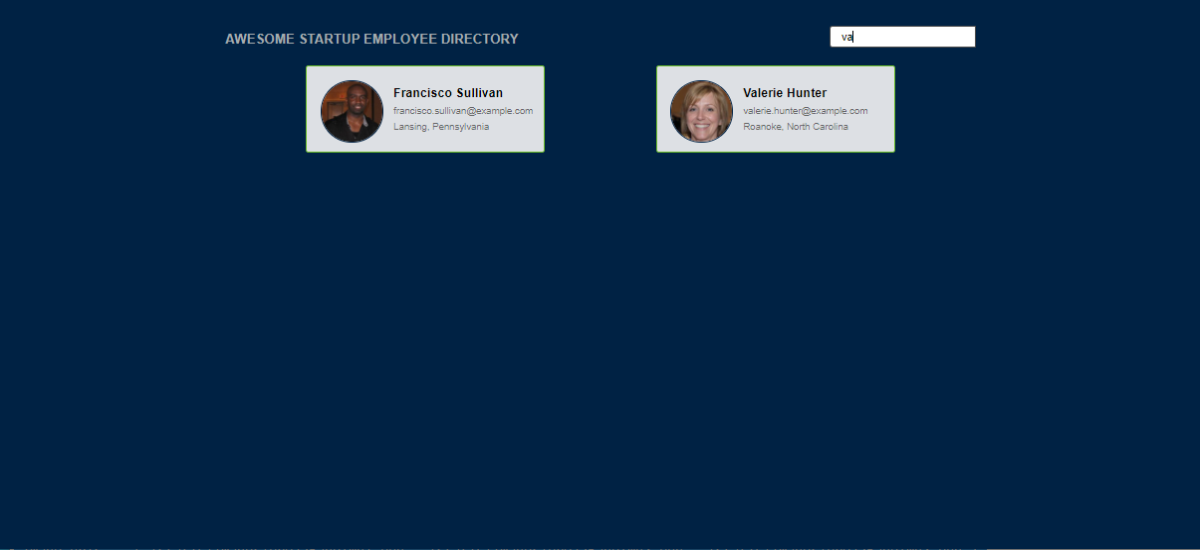 AWESOME STARTUP EMPLOYEE DIRECTORY
va
Francisco Sullivan
francisco.sullivan@example.com
Lansing, Pennsylvania
Valerie Hunter
valerie.hunter@example.com
Roanoke, North Carolina